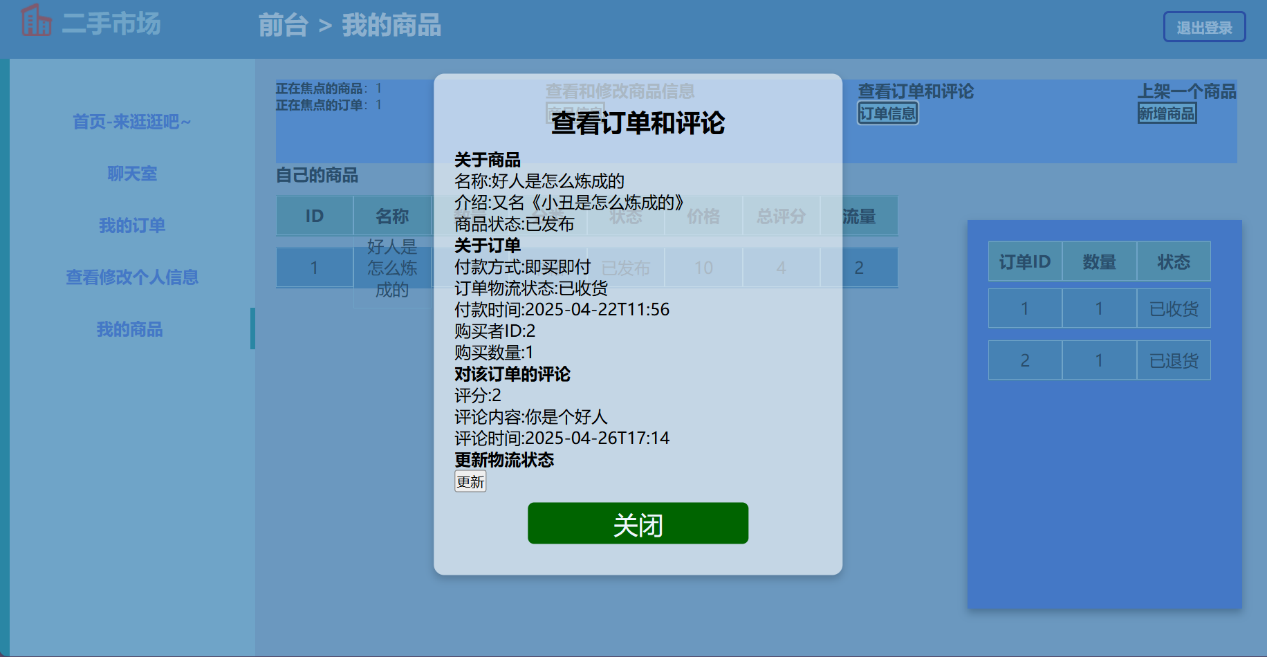 二手市场
前台 > 我的商品
退出登录
首页-来逛逛吧~
聊天室
我的订单
查看修改个人信息
我的商品
正在焦点的商品：1
正在焦点的订单：1
查看和修改商品信息
商品信息
查看订单和评论
订单信息
上架一个商品
新增商品
自己的商品
ID 名称 状态 价格 总评分 流量
1 好人是怎么炼成的 已发布 10 4 2
查看订单和评论
关于商品
名称:好人是怎么炼成的
介绍:又名《小丑是怎么炼成的》
商品状态:已发布
关于订单
付款方式:即买即付
订单物流状态:已收货
付款时间:2025-04-22T11:56
购买者ID:2
购买数量:1
对该订单的评论
评分:2
评论内容:你是个好人
评论时间:2025-04-26T17:14
更新物流状态
更新
关闭
订单ID 数量 状态
1 1 已收货
2 1 已退货